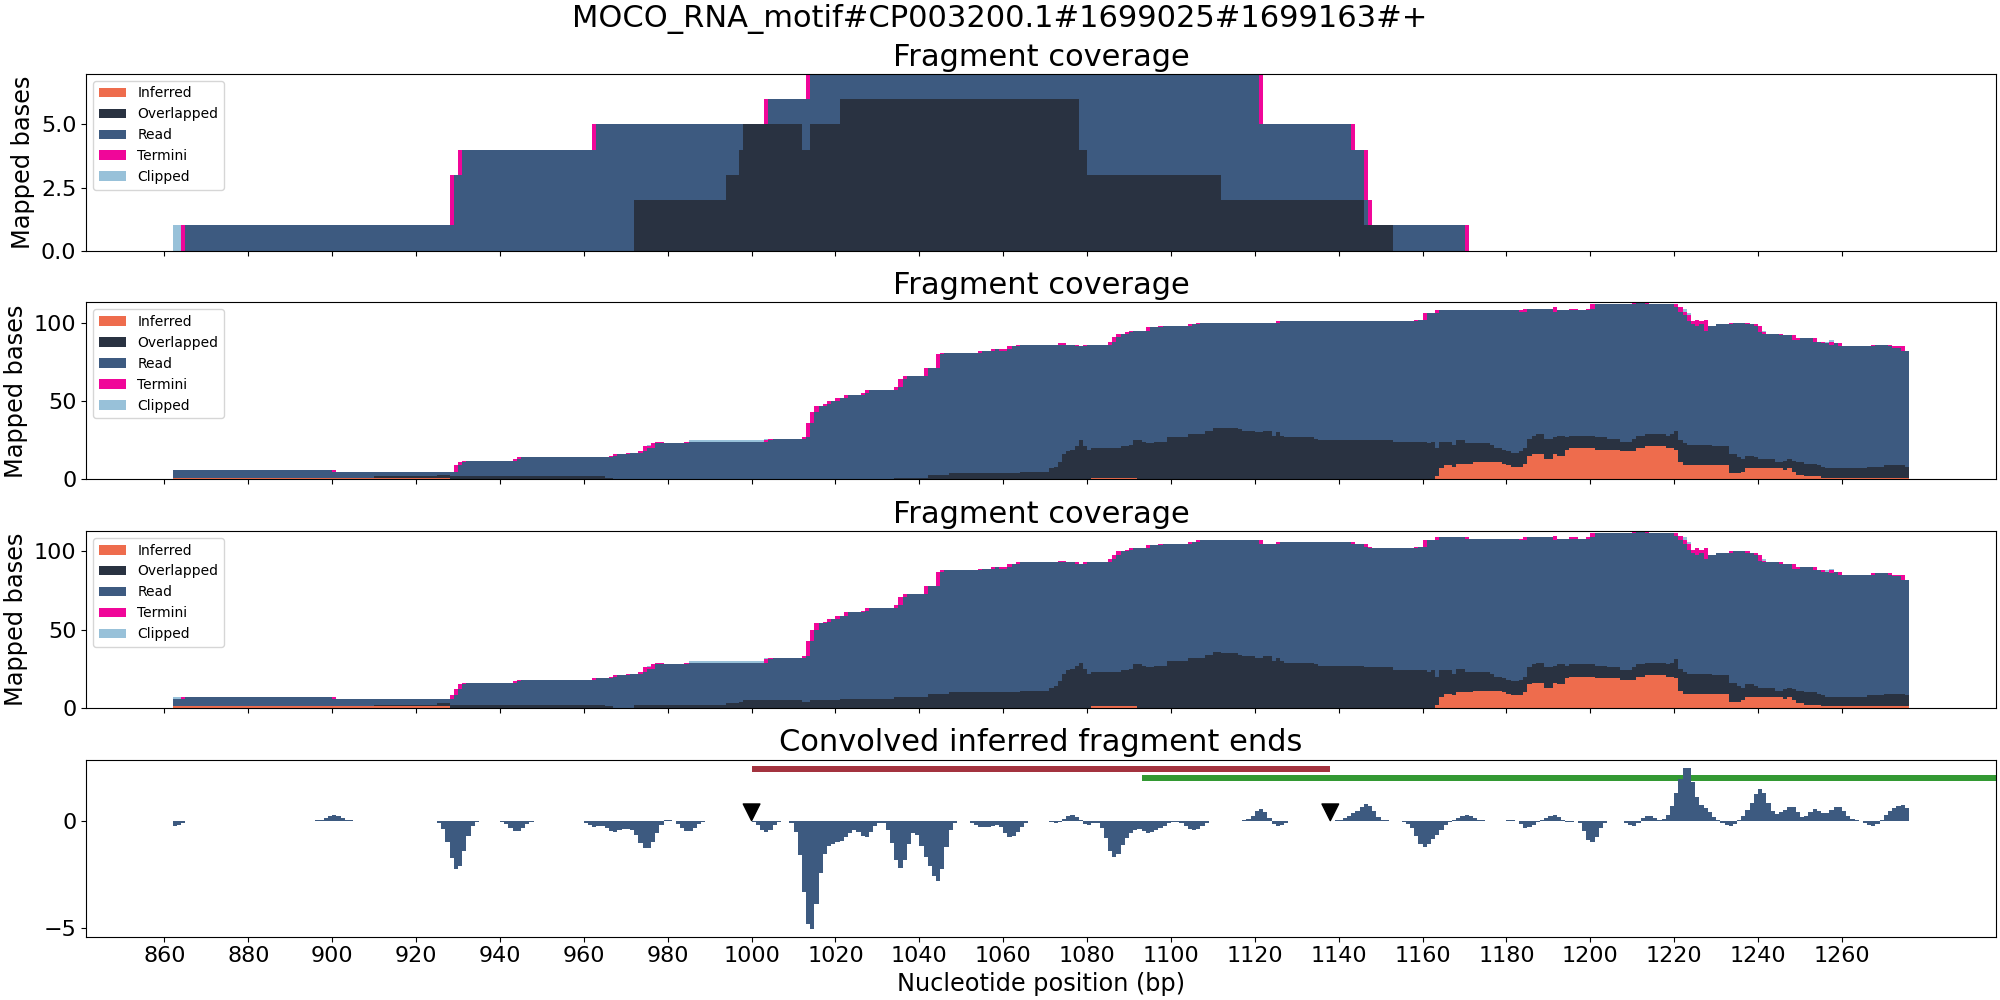 MOCO_RNA_motif#CP003200.1#1699025#1699163#+
Fragment coverage
Mapped bases
5.0
2.5
0.0
Inferred
Overlapped
Read
Termini
Clipped
Fragment coverage
Mapped bases
100
50
0
Inferred
Overlapped
Read
Termini
Clipped
Fragment coverage
Mapped bases
100
50
0
Inferred
Overlapped
Read
Termini
Clipped
Convolved inferred fragment ends
0
−5
860 880 900 920 940 960 980 1000 1020 1040 1060 1080 1100 1120 1140 1160 1180 1200 1220 1240 1260
Nucleotide position (bp)